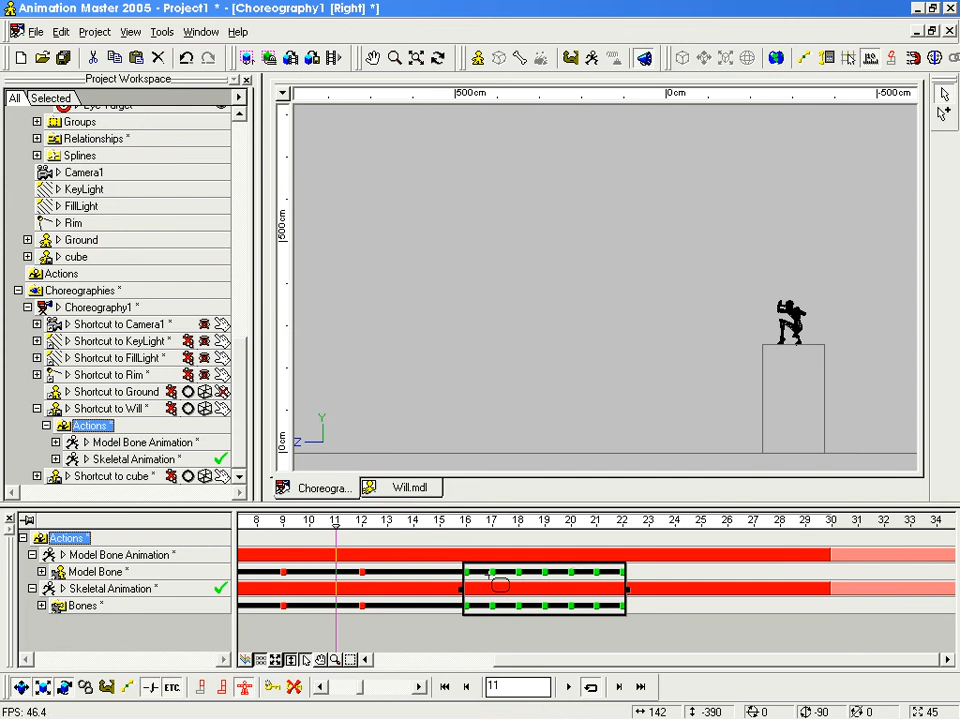 Animation Master 2005 - Project1 * - [Choreography1 [Right] *]
File Edit Project View Tools Window Help
Project Workspace
All Selected
Groups
Relationships *
Splines
Camera1
KeyLight
FillLight
Rim
Ground
cube
Actions
Choreographies *
Choreography1 *
Shortcut to Camera1 *
Shortcut to KeyLight *
Shortcut to FillLight *
Shortcut to Rim *
Shortcut to Ground
Shortcut to Will *
Actions *
Model Bone Animation *
Skeletal Animation *
Shortcut to cube *
500cm 0cm -500cm
500cm
0cm
Y
Z
Choreogra... Will.mdl
8 9 10 11 12 13 14 15 16 17 18 19 20 21 22 23 24 25 26 27 28 29 30 31 32 33 34
Actions *
Model Bone Animation *
Model Bone *
Skeletal Animation *
Bones *
ETC. 11
FPS: 46.4 142 -390 0 -90 0 45